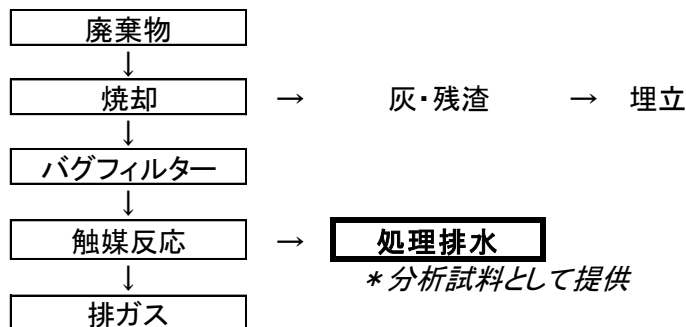 廃棄物
↓
焼却 → 灰・残渣 → 埋立
↓
バグフィルター
↓
触媒反応 → 処理排水
↓ *分析試料として提供
排ガス